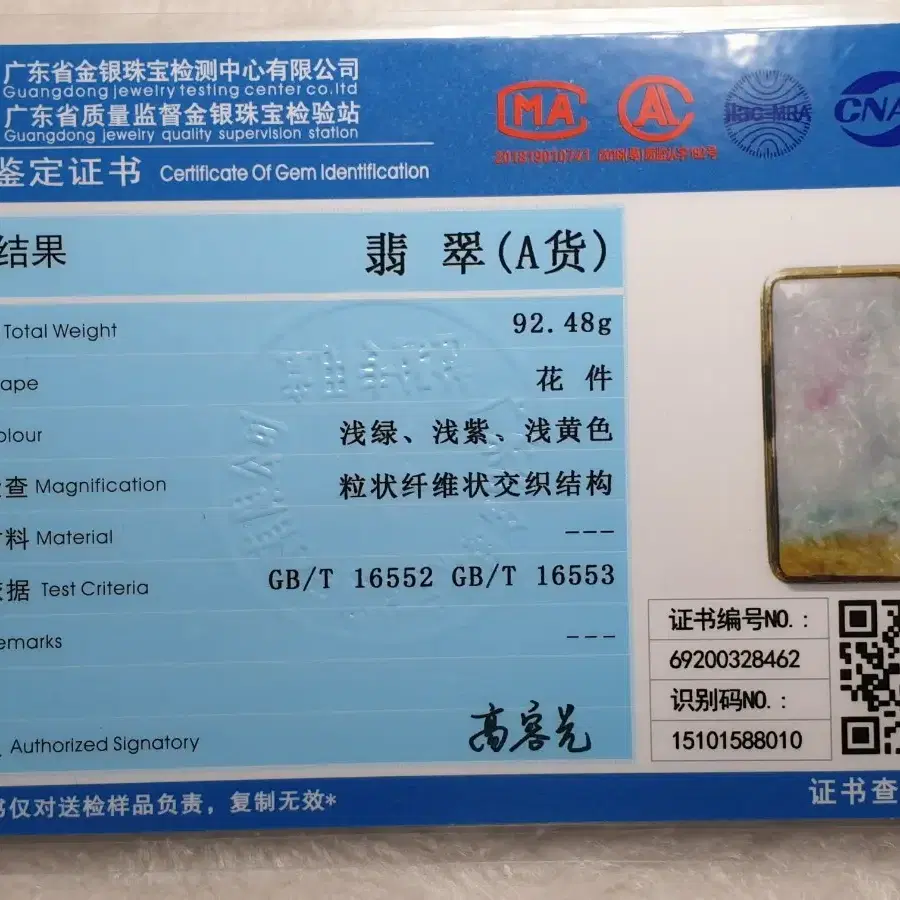 广东省金银珠宝检测中心有限公司
Guangdong jewelry testing center co.ltd
广东省质量监督金银珠宝检验站
Guangdong jewelry quality supervision station
鉴定证书 Certificate Of Gem Identification
MA
CNA
结果 翡 翠(A货)
Total Weight 92.48g
ape 花 件
olour 浅绿、浅紫、浅黄色
查 Magnification 粒状纤维状交织结构
料 Material ---
据 Test Criteria GB/T 16552 GB/T 16553
emarks ---
Authorized Signatory
仅对送检样品负责，复制无效*
证书编号NO.：
69200328462
识别码NO.：
15101588010
证书查